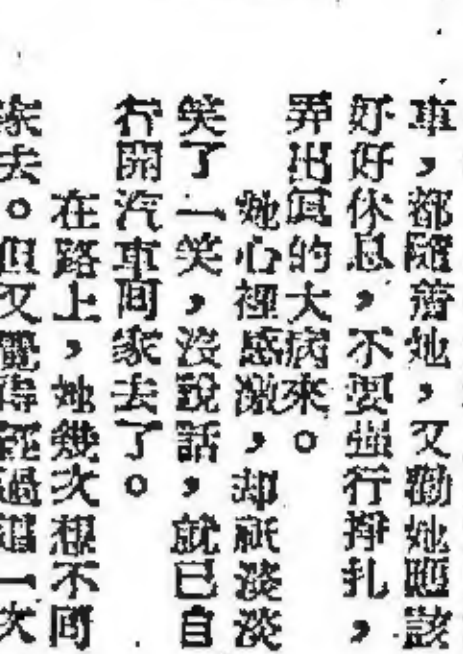 車，都隨着她，又勸她應該
好好休息，不要強行掙扎，
弄出眞的大病來。
她心裡感激，却祇淡淡
笑了一笑，沒說話，就已自
行開汽車回家去了。
在路上，她幾次想不回
家去。但又覺得經過這一次